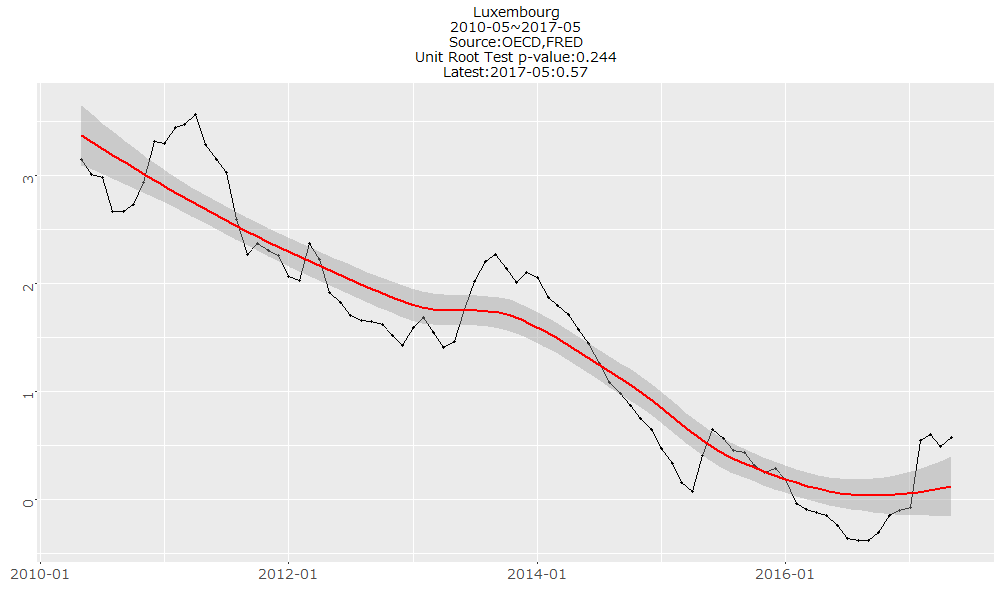 Luxembourg
2010-05~2017-05
Source:OECD,FRED
Unit Root Test p-value:0.244
Latest:2017-05:0.57
3
2
1
0
2010-01 2012-01 2014-01 2016-01